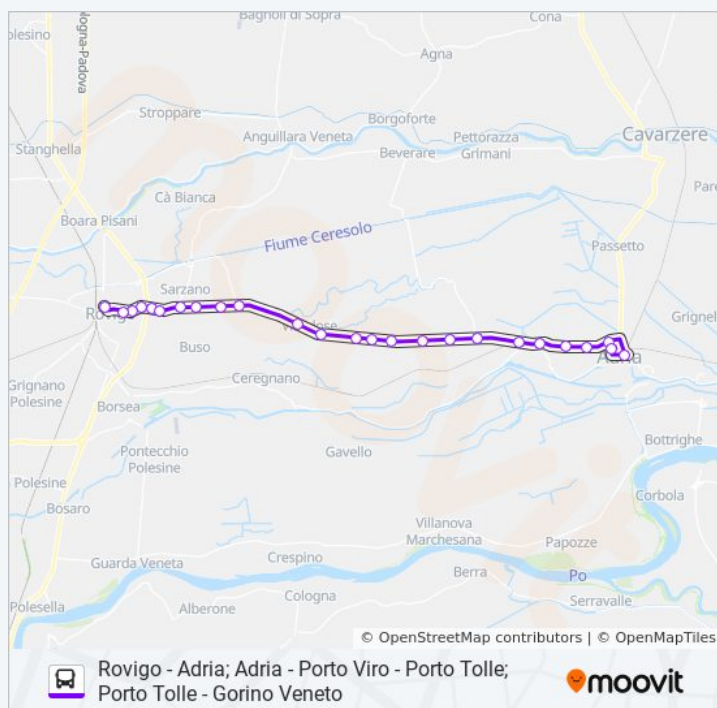 olesino
ologna-Padova
Bagnoli di Sopra
Cona
Agna
Stroppare
Borgoforte
Cavarzere
Stanghella
Anguillara Veneta
Pettorazza
Grimani
Beverare
Cà Bianca
Pare
Boara Pisani
Fiume Ceresolo
Passetto
Sarzano
Rovigo
Grignel
Buso
Adria
Ceregnano
Grignano
Polesine
Borsea
Bottrighe
Pontecchio
Polesine
Gavello
Polesine
Corbola
Bosaro
Villanova
Marchesana
Papozze
Guarda Veneta
Crespino
Berra
Po
Cologna
Serravalle
Polesella
Alberone
© OpenStreetMap contributors | © OpenMapTiles
Rovigo - Adria; Adria - Porto Viro - Porto Tolle;
Porto Tolle - Gorino Veneto
moovit